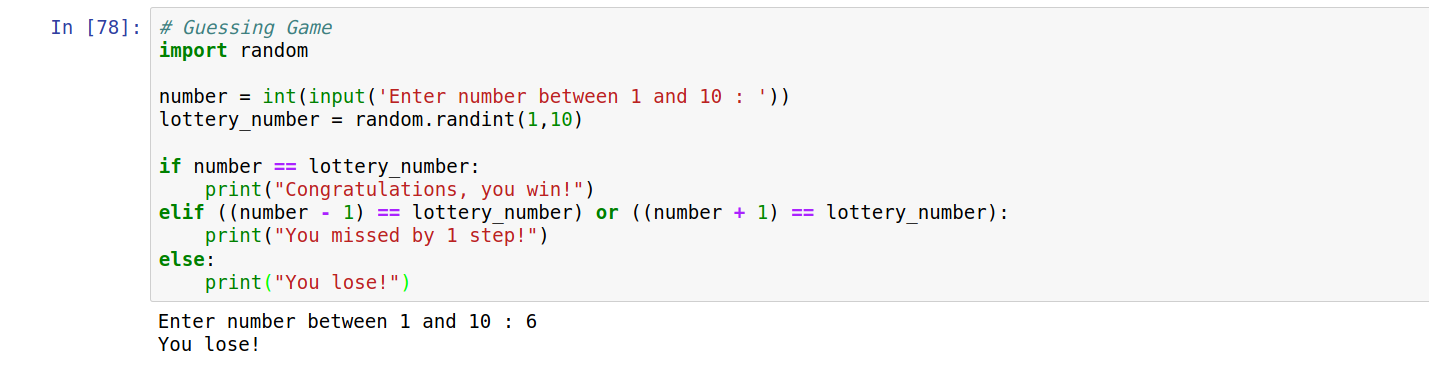 In [78]: # Guessing Game
import random

number = int(input('Enter number between 1 and 10 : '))
lottery_number = random.randint(1,10)

if number == lottery_number:
    print("Congratulations, you win!")
elif ((number - 1) == lottery_number) or ((number + 1) == lottery_number):
    print("You missed by 1 step!")
else:
    print("You lose!")
Enter number between 1 and 10 : 6
You lose!